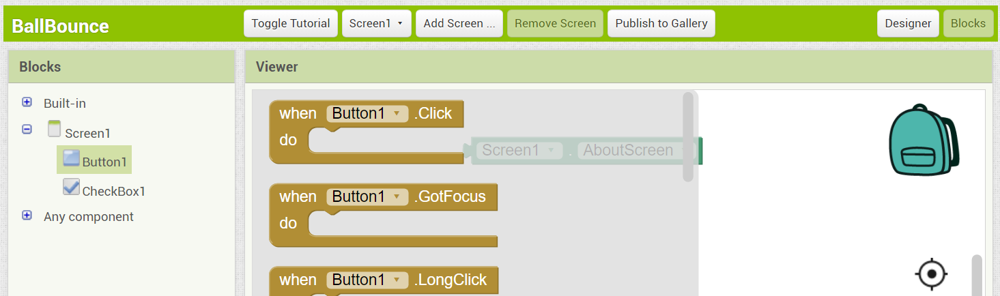 BallBounce
Toggle Tutorial Screen1 Add Screen ... Remove Screen Publish to Gallery Designer Blocks
Blocks
Built-in
Screen1
Button1
CheckBox1
Any component
Viewer
when Button1 .Click
do
Screen1 . AboutScreen
when Button1 .GotFocus
do
when Button1 .LongClick